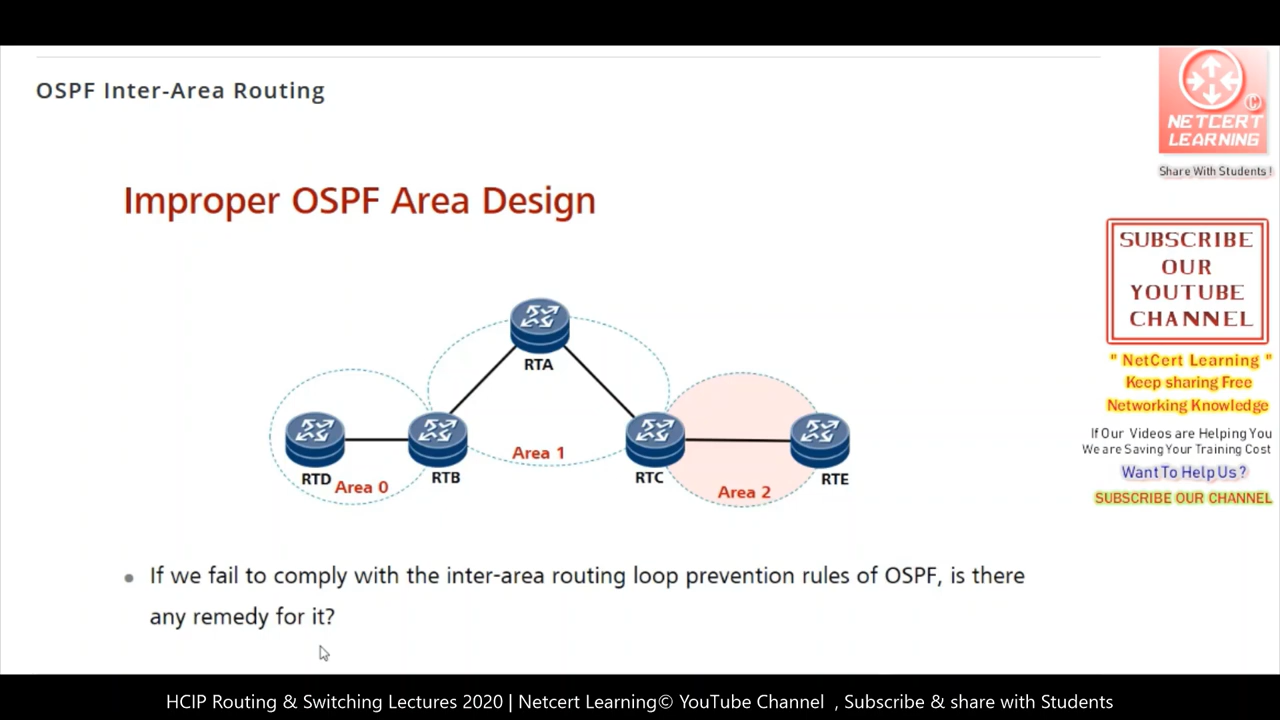 OSPF Inter-Area Routing
Improper OSPF Area Design
RTA
RTD
Area 0
RTB
Area 1
RTC
Area 2
RTE
• If we fail to comply with the inter-area routing loop prevention rules of OSPF, is there
any remedy for it?
©
NETCERT
LEARNING
Share With Students !
SUBSCRIBE
OUR
YOUTUBE
CHANNEL
" NetCert Learning "
Keep sharing Free
Networking Knowledge
If Our Videos are Helping You
We are Saving Your Training Cost
Want To Help Us ?
SUBSCRIBE OUR CHANNEL
HCIP Routing & Switching Lectures 2020 | Netcert Learning© YouTube Channel , Subscribe & share with Students